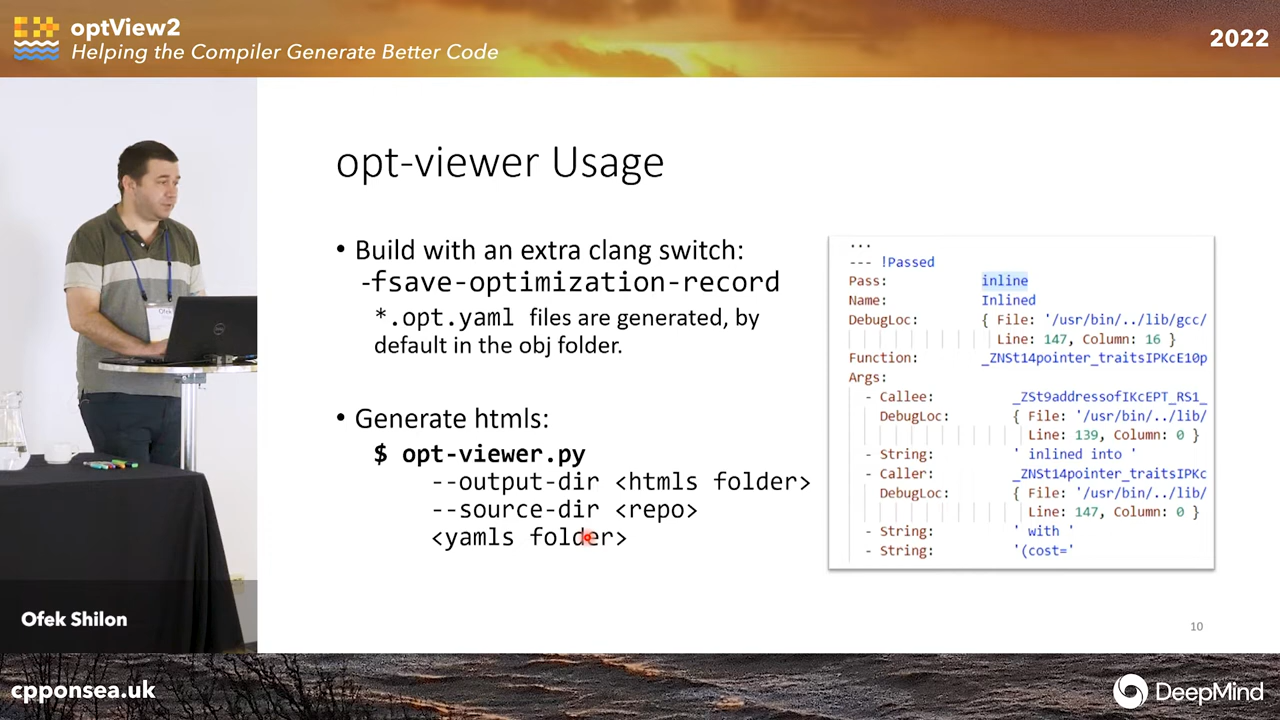 optView2
Helping the Compiler Generate Better Code
2022
opt-viewer Usage
• Build with an extra clang switch:
-fsave-optimization-record
*.opt.yaml files are generated, by
default in the obj folder.
• Generate htmls:
$ opt-viewer.py
--output-dir <htmls folder>
--source-dir <repo>
<yamls folder>
...
--- !Passed
Pass: inline
Name: Inlined
DebugLoc: { File: '/usr/bin/../lib/gcc/
Line: 147, Column: 16 }
Function: _ZNSt14pointer_traitsIPKcE10p
Args:
- Callee: _ZSt9addressofIKcEPT_RS1_
DebugLoc: { File: '/usr/bin/../lib/
Line: 139, Column: 0 }
- String: ' inlined into '
- Caller: _ZNSt14pointer_traitsIPKc
DebugLoc: { File: '/usr/bin/../lib/
Line: 147, Column: 0 }
- String: ' with '
- String: '(cost='
10
Ofek Shilon
cpponsea.uk
DeepMind